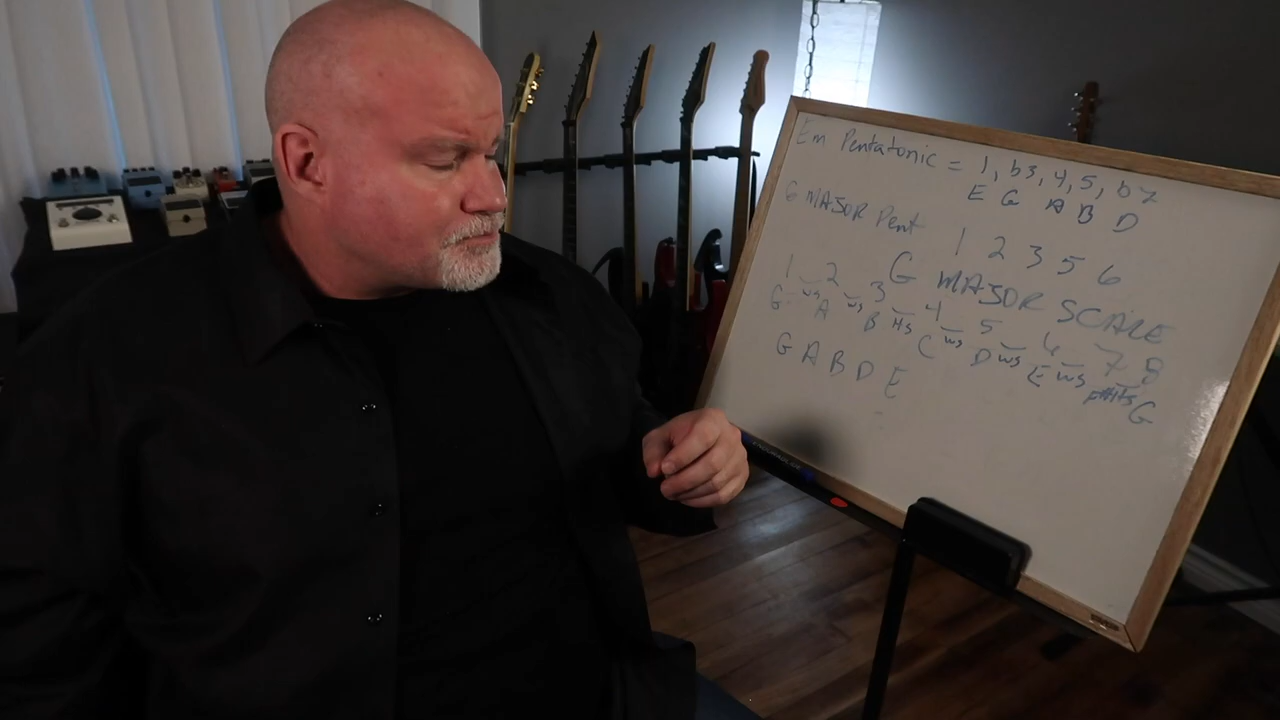 Em Pentatonic = 1, b3, 4, 5, b7
E G A B D
G MAJOR Pent 1 2 3 5 6
G MAJOR SCALE
1 2 3 4 5 6 7 8
G ws A ws B Hs C ws D ws E ws F# Hs G
G A B D E